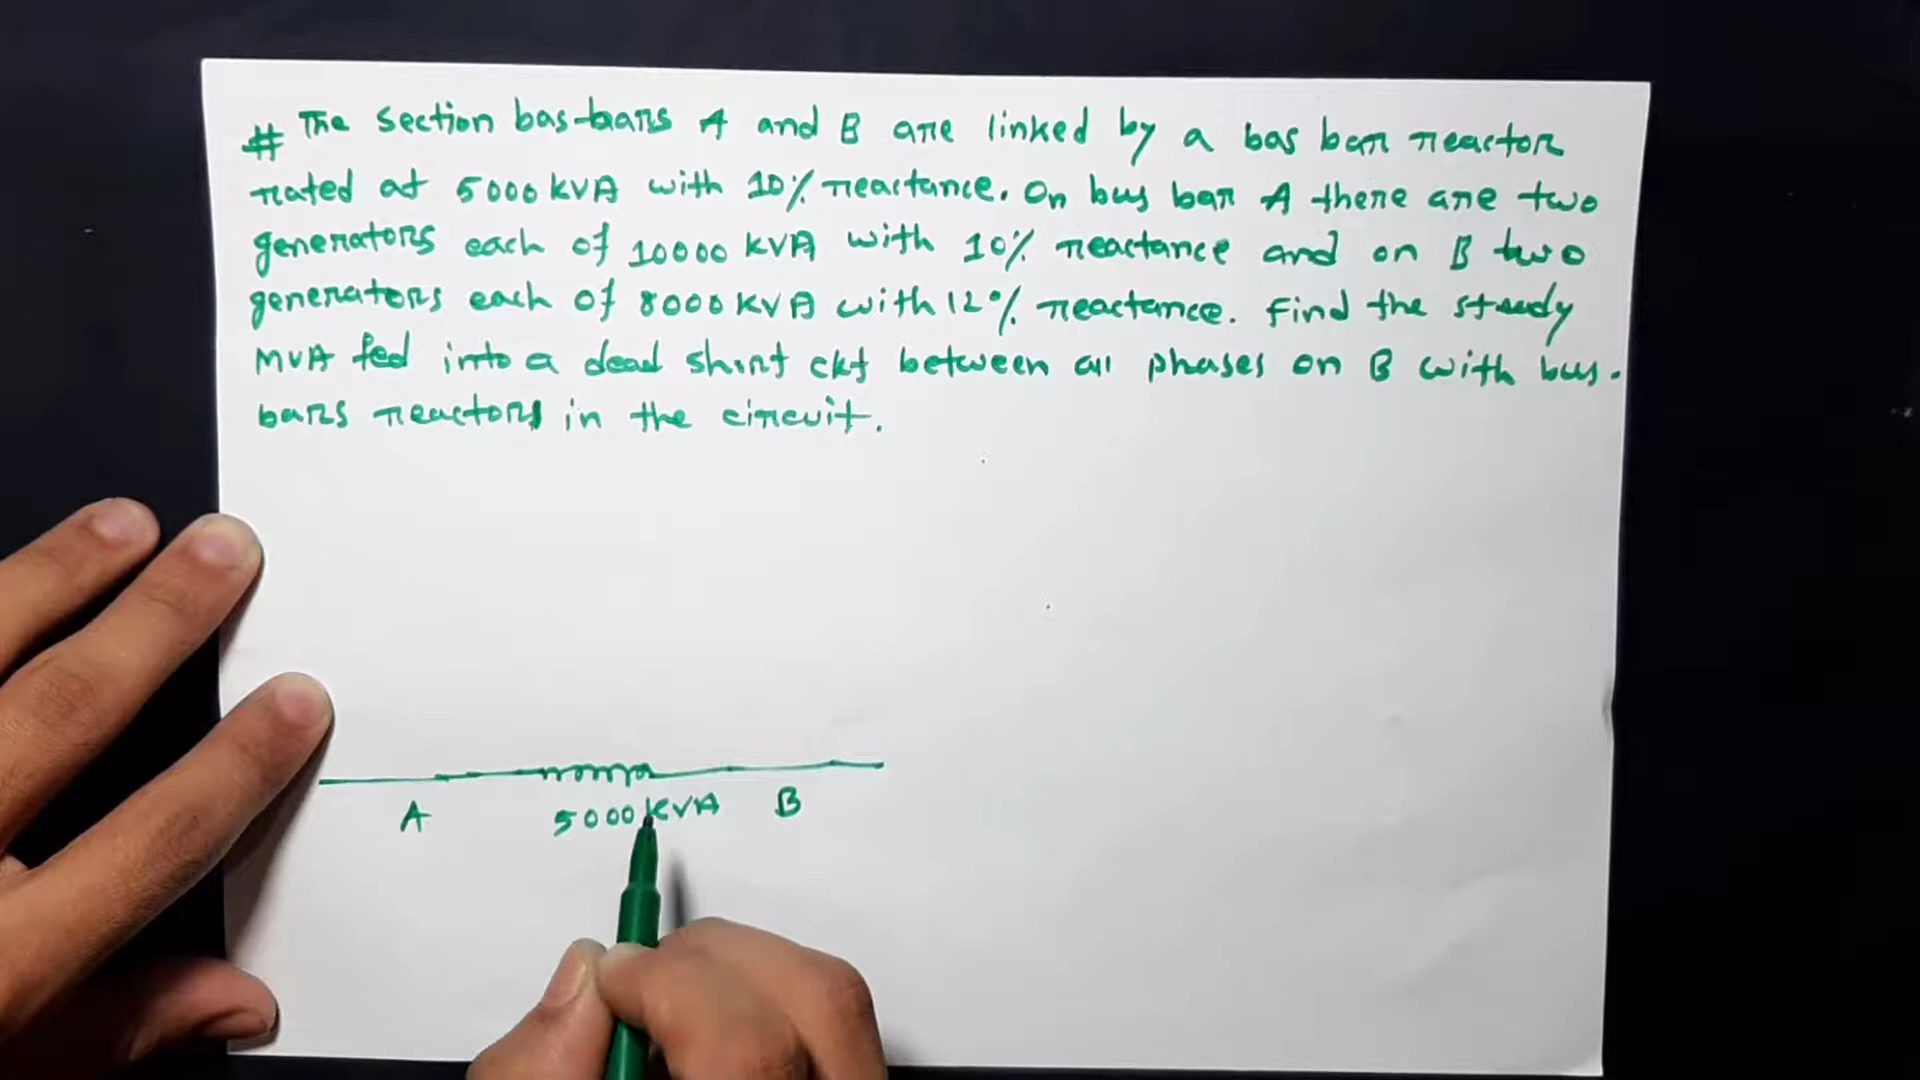 # The section bas-bars A and B are linked by a bas bar reactor
rated at 5000 KVA with 10% reactance. On bus bar A there are two
generators each of 10000 KVA with 10% reactance and on B two
generators each of 8000 KVA with 12% reactance. Find the steady
MVA fed into a dead short ckt between all phases on B with bus.
bars reactors in the circuit.
A 5000 KVA B